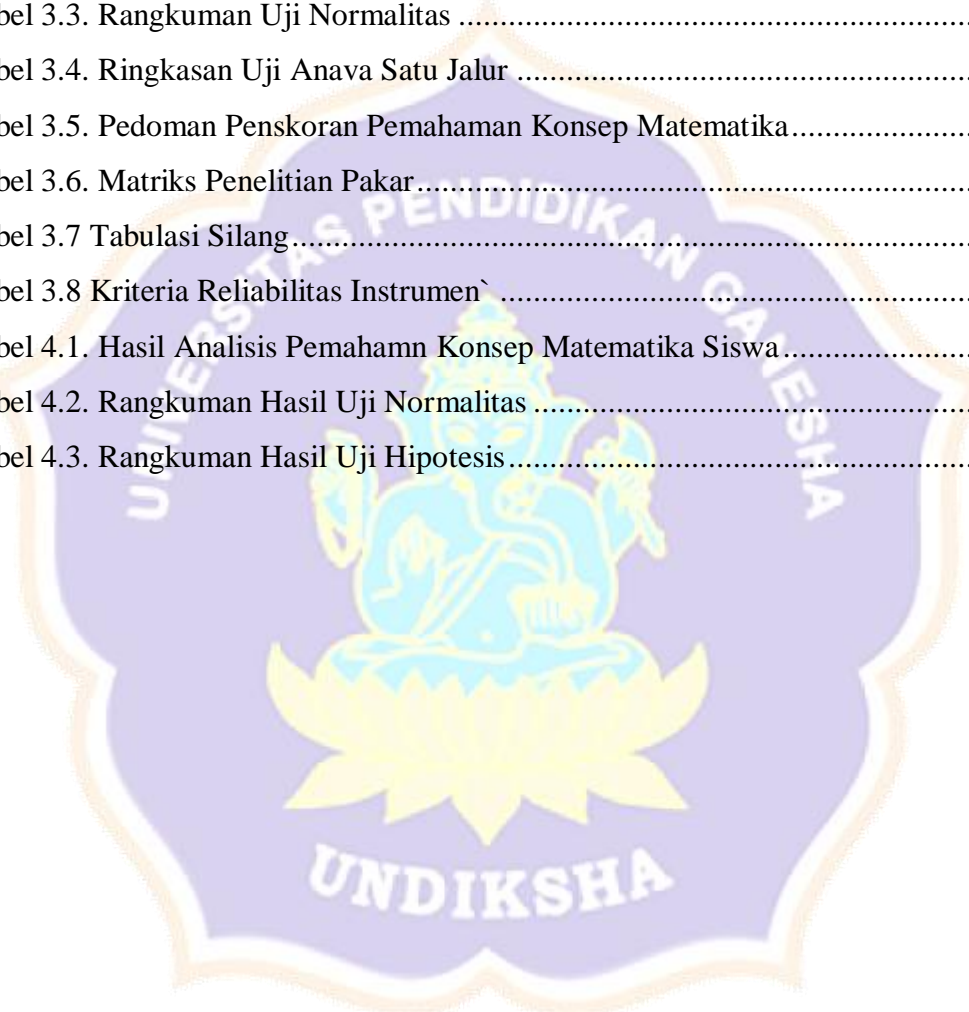 bel 3.3. Rangkuman Uji Normalitas ....................................................................
bel 3.4. Ringkasan Uji Anava Satu Jalur ............................................................
bel 3.5. Pedoman Penskoran Pemahaman Konsep Matematika........................
bel 3.6. Matriks Penelitian Pakar.........................................................................
bel 3.7 Tabulasi Silang.........................................................................................
bel 3.8 Kriteria Reliabilitas Instrumen` ..............................................................
bel 4.1. Hasil Analisis Pemahamn Konsep Matematika Siswa.........................
bel 4.2. Rangkuman Hasil Uji Normalitas ..........................................................
bel 4.3. Rangkuman Hasil Uji Hipotesis.............................................................
UNIVERSITAS PENDIDIKAN GANESHA
UNDIKSHA